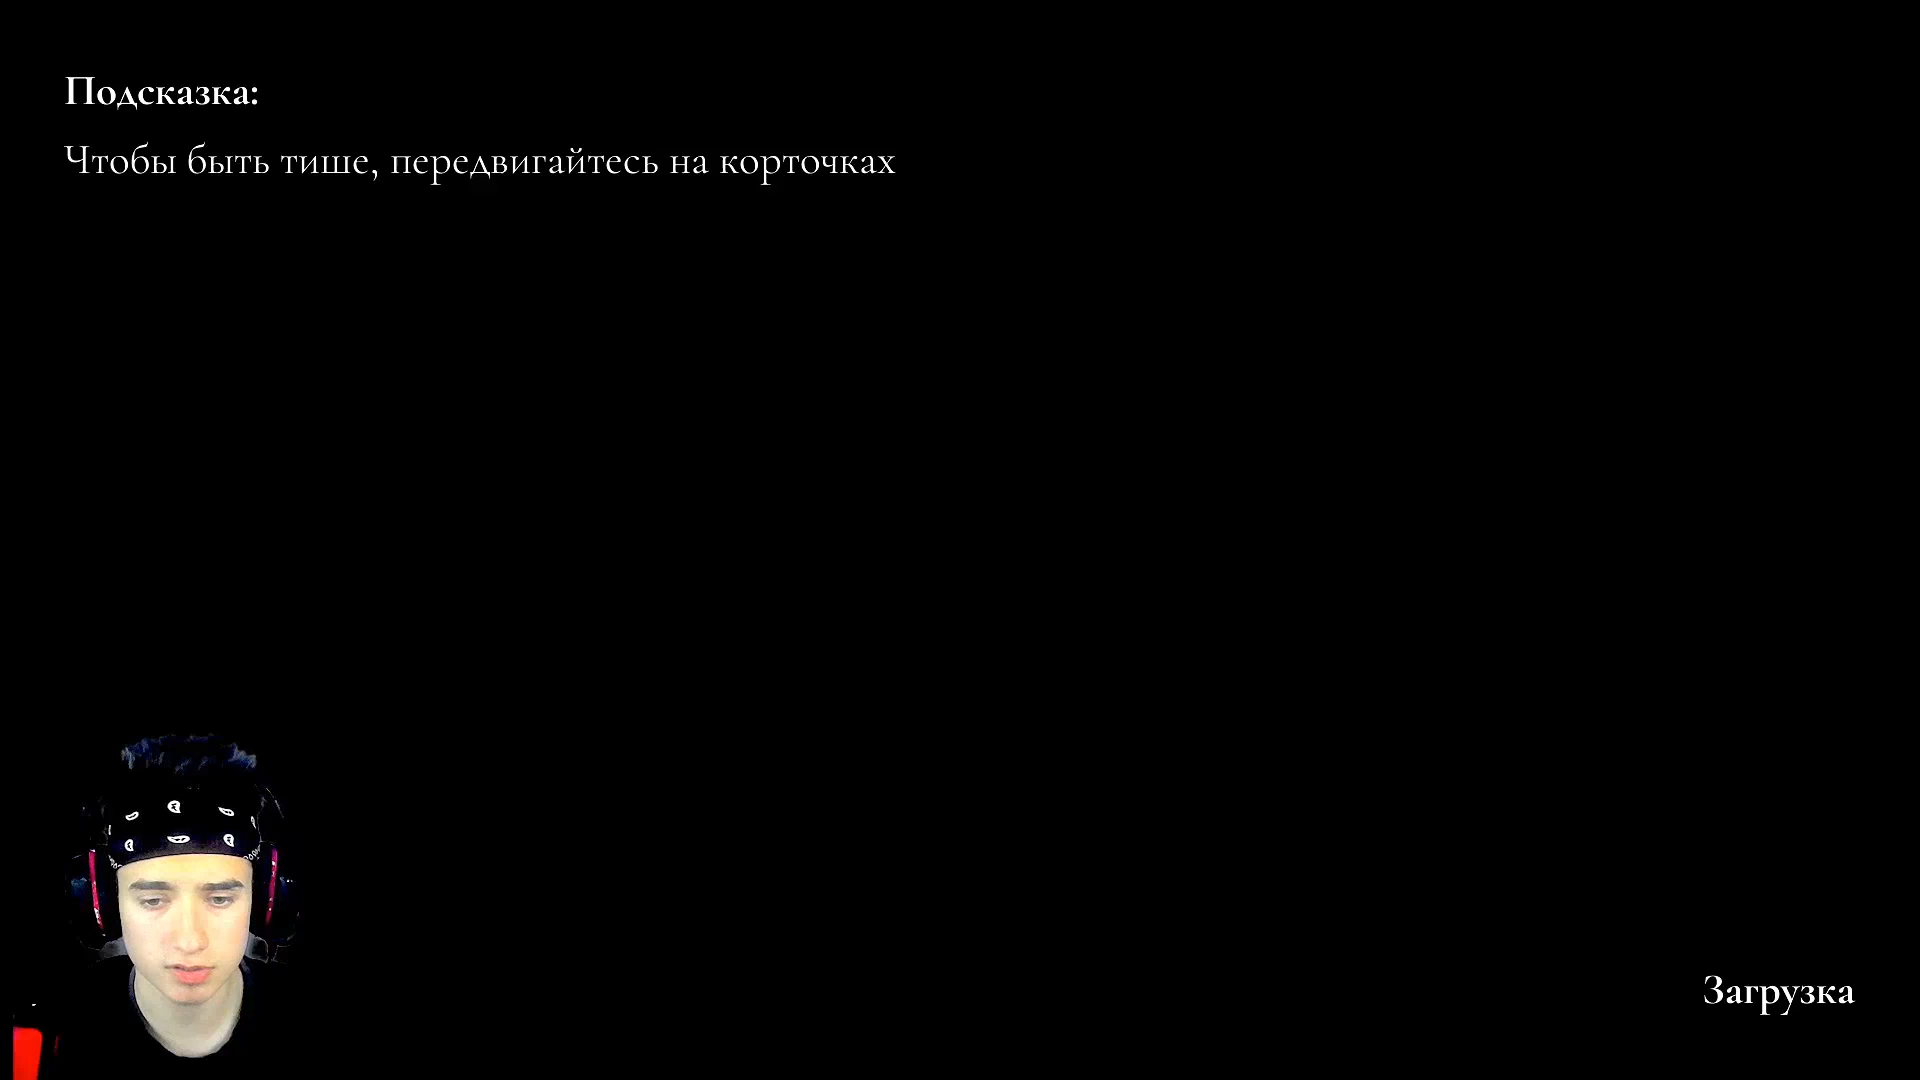 Подсказка:
Чтобы быть тише, передвигайтесь на корточках
Загрузка